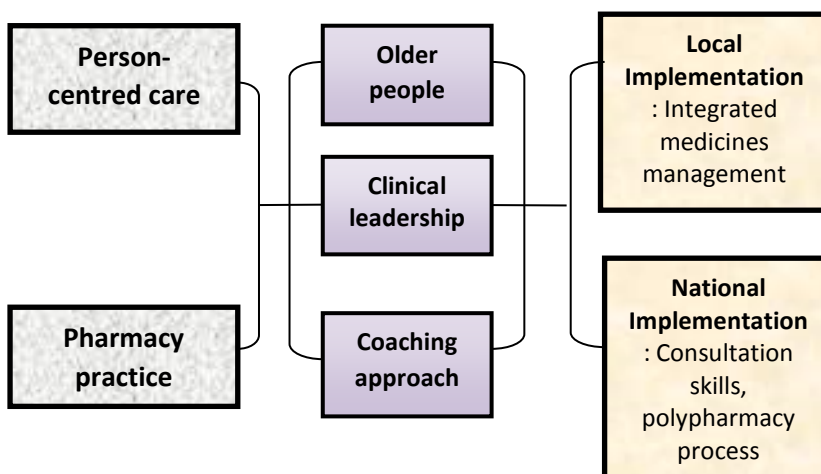 Person-
centred care
Pharmacy
practice
Older
people
Clinical
leadership
Coaching
approach
Local
Implementation
: Integrated
medicines
management
National
Implementation
: Consultation
skills,
polypharmacy
process